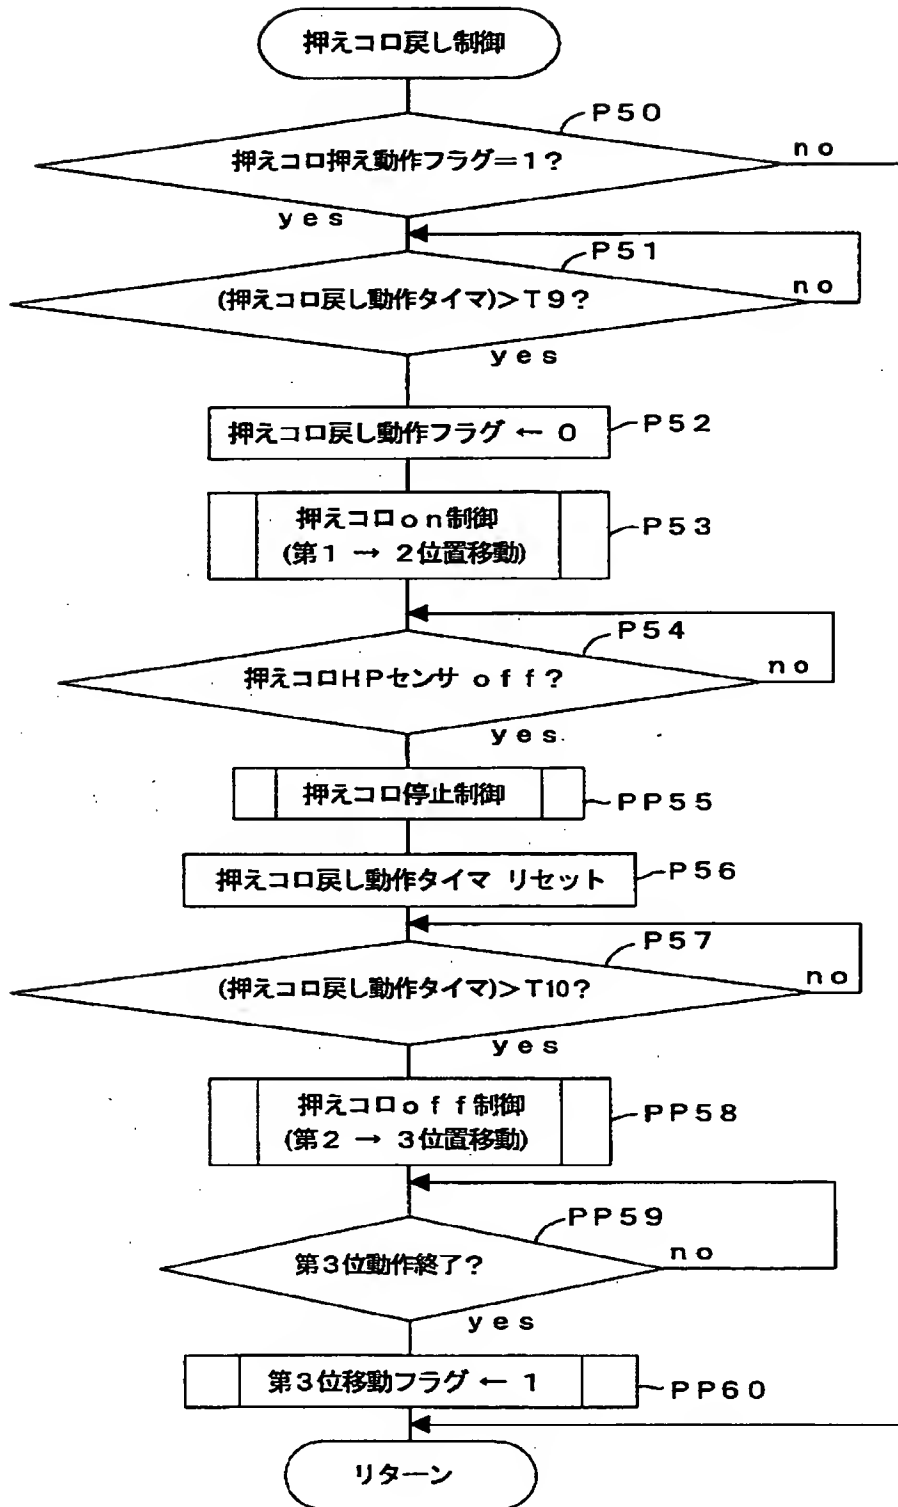 押えコロ戻し制御
P50
押えコロ押え動作フラグ=1?
no
yes
P51
(押えコロ戻し動作タイマ)>T9?
no
yes
押えコロ戻し動作フラグ ← 0
P52
押えコロon制御
(第1 → 2位置移動)
P53
P54
押えコロHPセンサ off?
no
yes
押えコロ停止制御
PP55
押えコロ戻し動作タイマ リセット
P56
P57
(押えコロ戻し動作タイマ)>T10?
no
yes
押えコロoff制御
(第2 → 3位置移動)
PP58
PP59
第3位動作終了?
no
yes
第3位移動フラグ ← 1
PP60
リターン